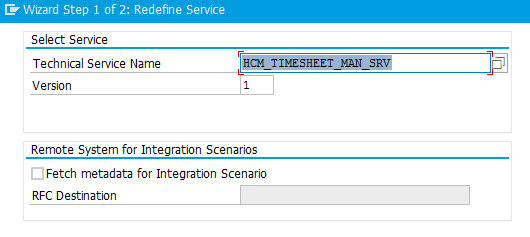 Wizard Step 1 of 2: Redefine Service
Select Service
Technical Service Name HCM_TIMESHEET_MAN_SRV
Version 1
Remote System for Integration Scenarios
Fetch metadata for Integration Scenario
RFC Destination